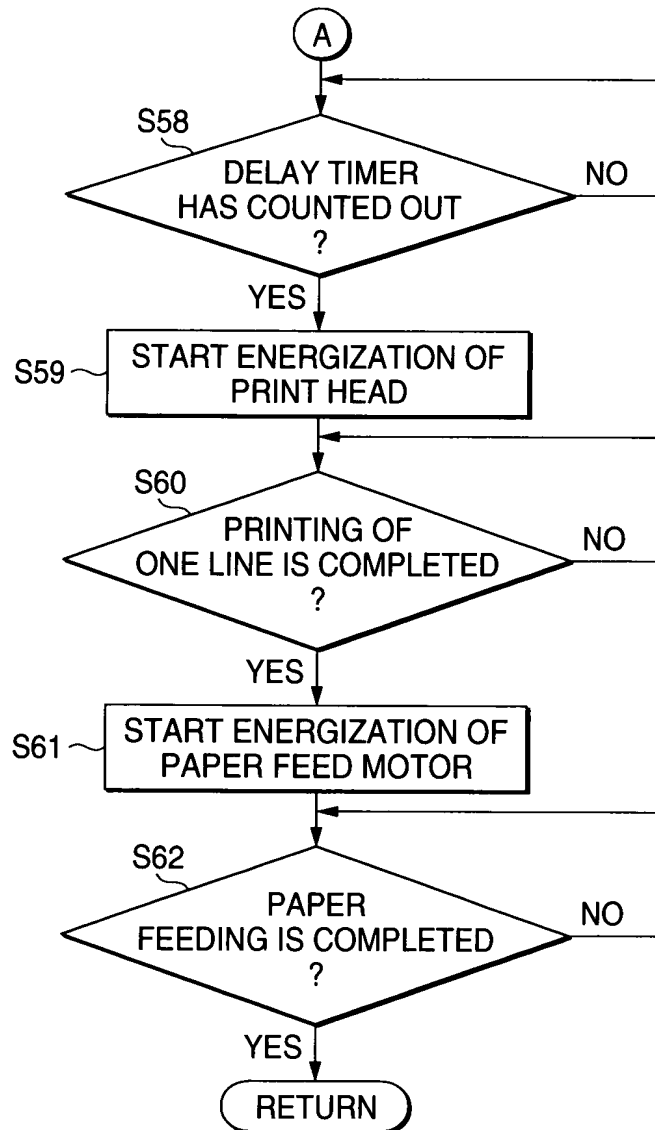 A
S58
DELAY TIMER
HAS COUNTED OUT
?
NO
YES
S59
START ENERGIZATION OF
PRINT HEAD
S60
PRINTING OF
ONE LINE IS COMPLETED
?
NO
YES
S61
START ENERGIZATION OF
PAPER FEED MOTOR
S62
PAPER
FEEDING IS COMPLETED
?
NO
YES
RETURN